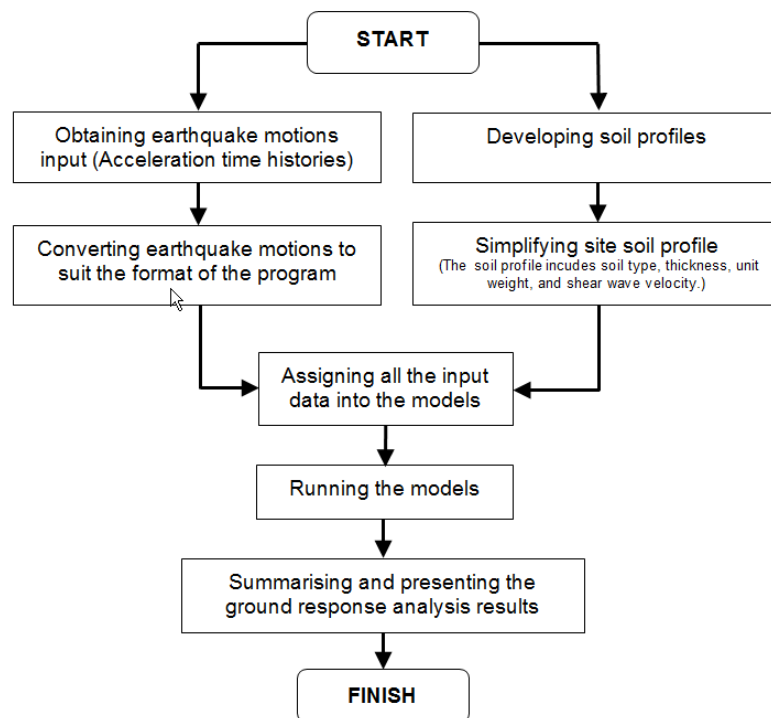 START
Obtaining earthquake motions
input (Acceleration time histories)
Developing soil profiles
Converting earthquake motions to
suit the format of the program
Simplifying site soil profile
(The soil profile incudes soil type, thickness, unit
weight, and shear wave velocity.)
Assigning all the input
data into the models
Running the models
Summarising and presenting the
ground response analysis results
FINISH